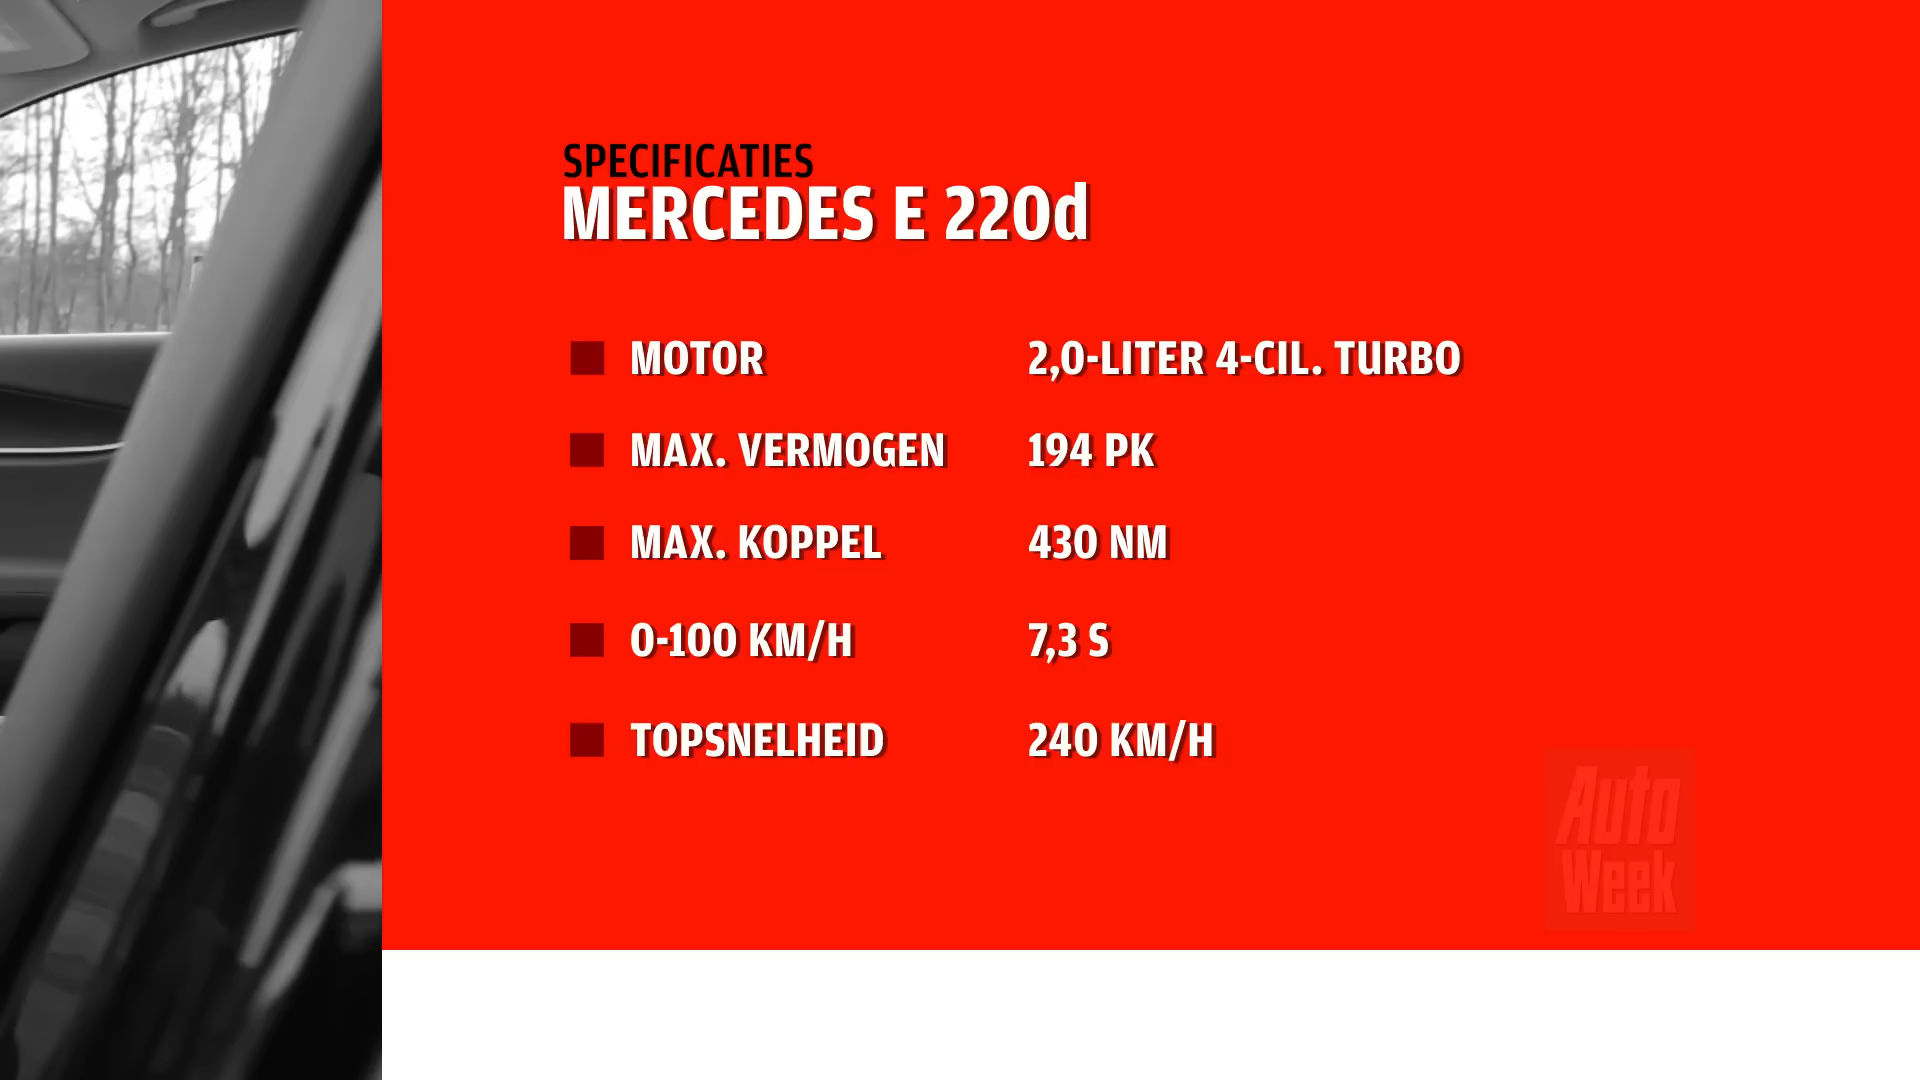 SPECIFICATIES
MERCEDES E 220d
MOTOR 2,0-LITER 4-CIL. TURBO
MAX. VERMOGEN 194 PK
MAX. KOPPEL 430 NM
0-100 KM/H 7,3 S
TOPSNELHEID 240 KM/H
Auto
Week